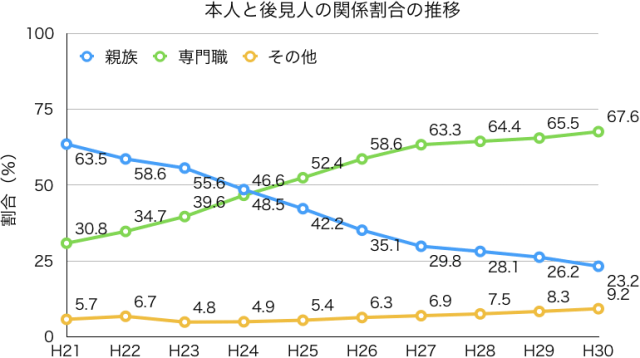 本人と後見人の関係割合の推移
100
親族 専門職 その他
75
50
25
0
割合（%）
63.5 58.6 55.6 48.5 42.2 35.1 29.8 28.1 26.2 23.2
30.8 34.7 39.6 46.6 52.4 58.6 63.3 64.4 65.5 67.6
5.7 6.7 4.8 4.9 5.4 6.3 6.9 7.5 8.3 9.2
H21 H22 H23 H24 H25 H26 H27 H28 H29 H30